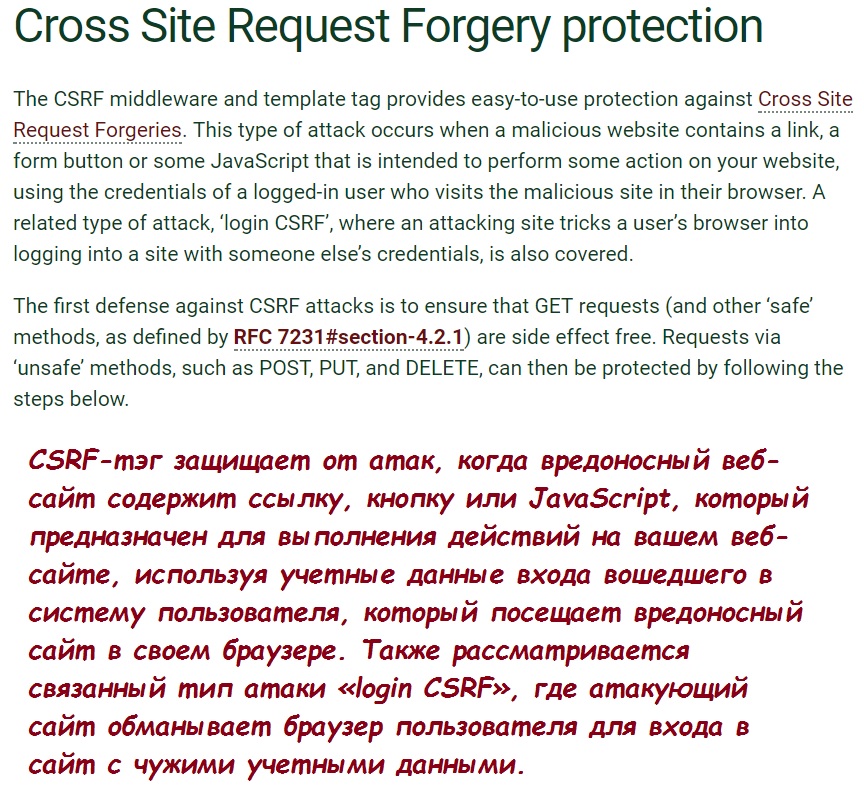 Cross Site Request Forgery protection
The CSRF middleware and template tag provides easy-to-use protection against Cross Site
Request Forgeries. This type of attack occurs when a malicious website contains a link, a
form button or some JavaScript that is intended to perform some action on your website,
using the credentials of a logged-in user who visits the malicious site in their browser. A
related type of attack, ‘login CSRF’, where an attacking site tricks a user’s browser into
logging into a site with someone else’s credentials, is also covered.
The first defense against CSRF attacks is to ensure that GET requests (and other ‘safe’
methods, as defined by RFC 7231#section-4.2.1) are side effect free. Requests via
‘unsafe’ methods, such as POST, PUT, and DELETE, can then be protected by following the
steps below.
CSRF-тэг защищает от атак, когда вредоносный веб-
сайт содержит ссылку, кнопку или JavaScript, который
предназначен для выполнения действий на вашем веб-
сайте, используя учетные данные входа вошедшего в
систему пользователя, который посещает вредоносный
сайт в своем браузере. Также рассматривается
связанный тип атаки «login CSRF», где атакующий
сайт обманывает браузер пользователя для входа в
сайт с чужими учетными данными.